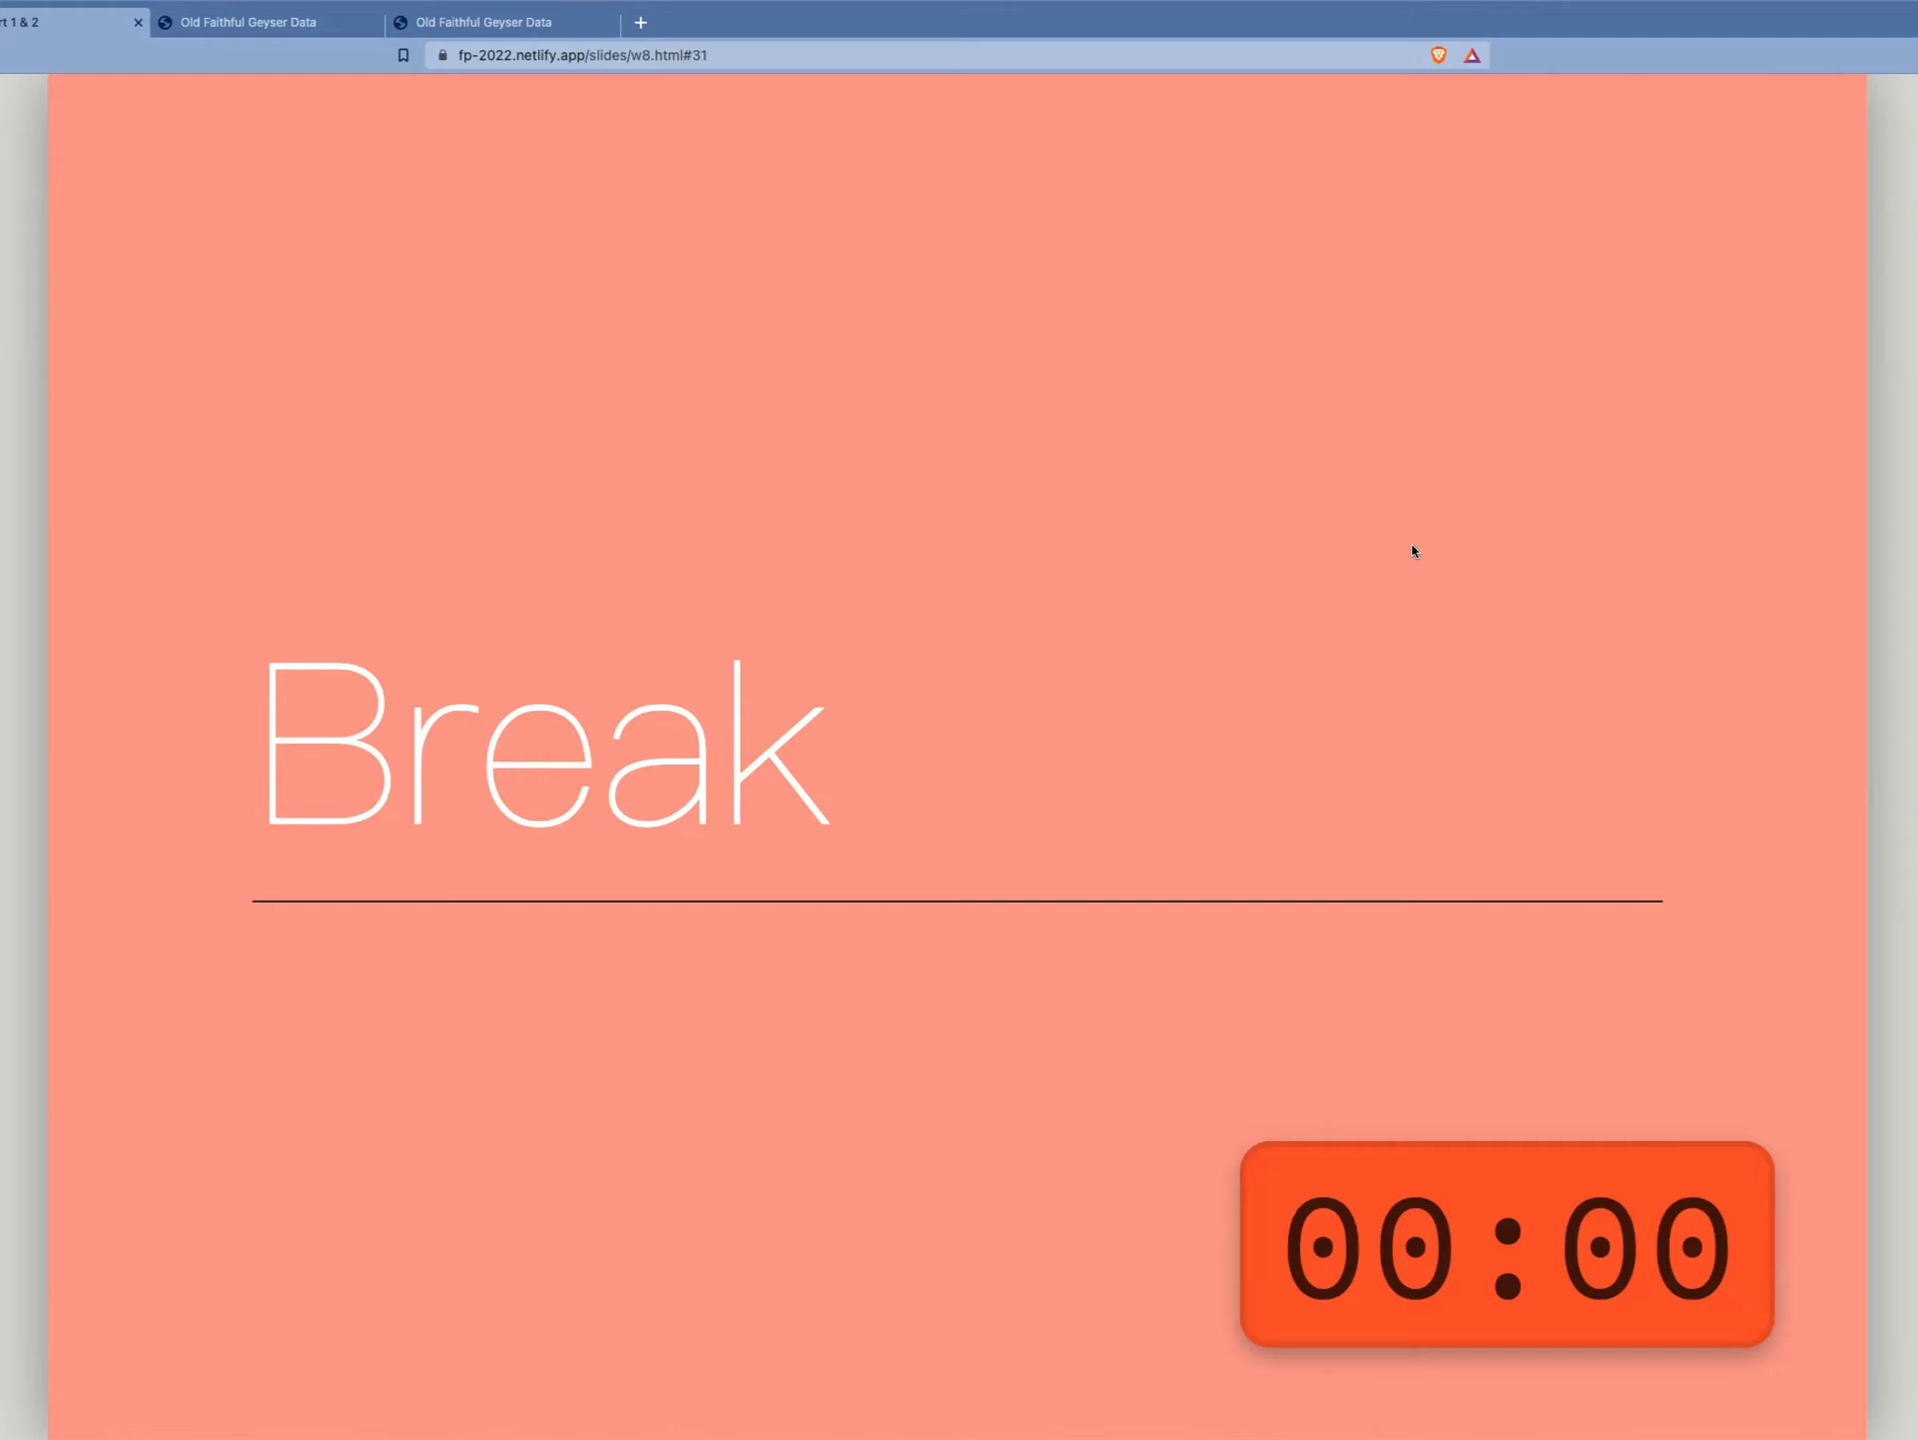 rt 1 & 2
Old Faithful Geyser Data
Old Faithful Geyser Data
fp-2022.netlify.app/slides/w8.html#31
Break
00:00